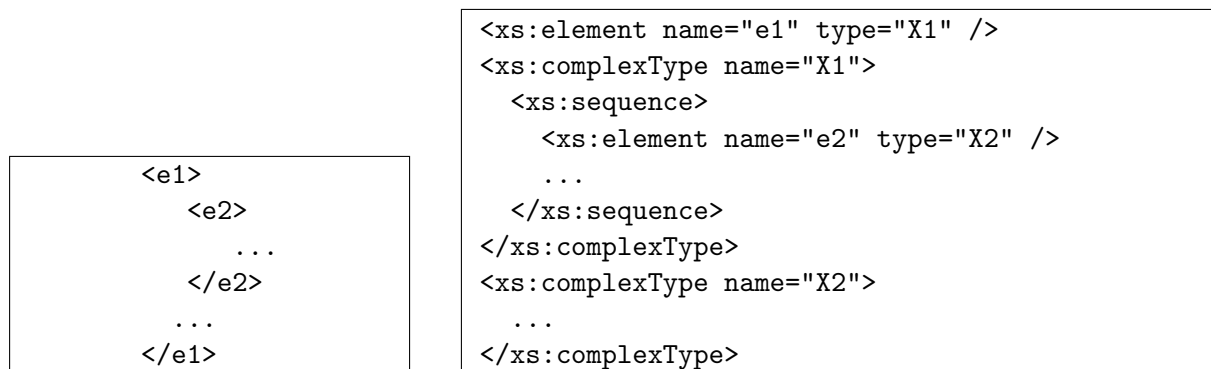 <e1>
<e2>
...
</e2>
...
</e1>
<xs:element name="e1" type="X1" />
<xs:complexType name="X1">
<xs:sequence>
<xs:element name="e2" type="X2" />
...
</xs:sequence>
</xs:complexType>
<xs:complexType name="X2">
...
</xs:complexType>